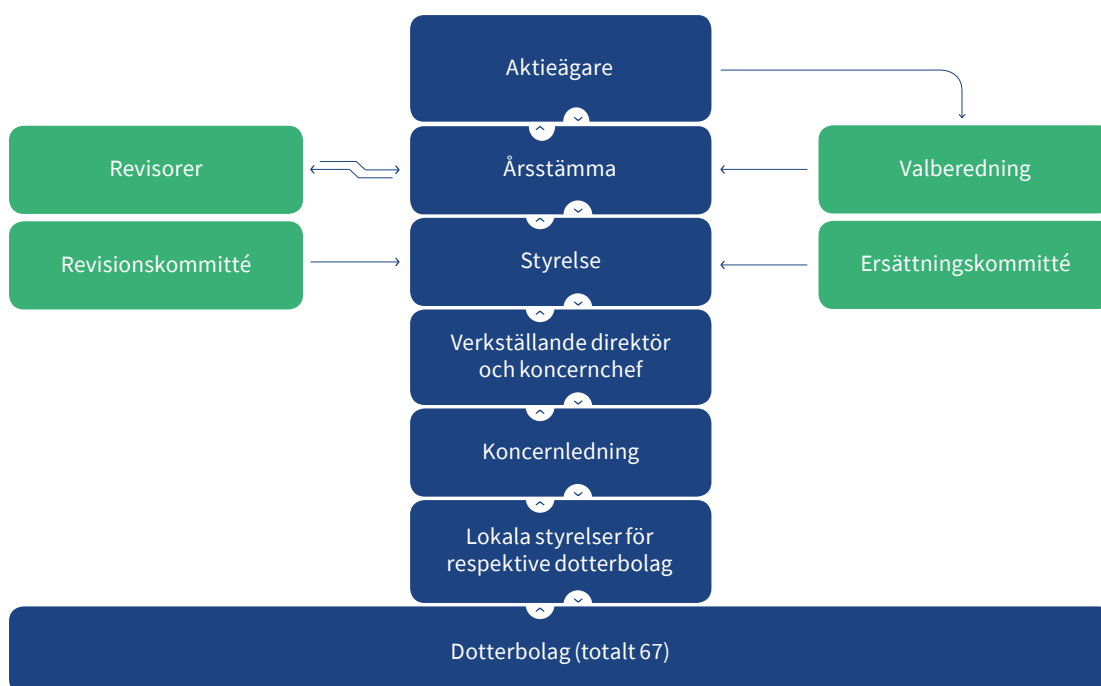 Aktieägare
Revisorer
Årsstämma
Valberedning
Revisionskommitté
Styrelse
Ersättningskommitté
Verkställande direktör
och koncernchef
Koncernledning
Lokala styrelser för
respektive dotterbolag
Dotterbolag (totalt 67)